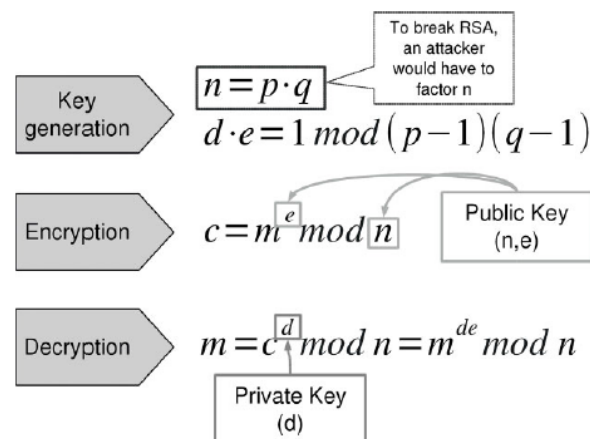 To break RSA,
an attacker
would have to
factor n
Key
generation
n = p · q
d · e = 1 mod (p − 1) (q − 1)
Encryption
c = m^e mod n
Public Key
(n,e)
Decryption
m = c^d mod n = m^de mod n
Private Key
(d)